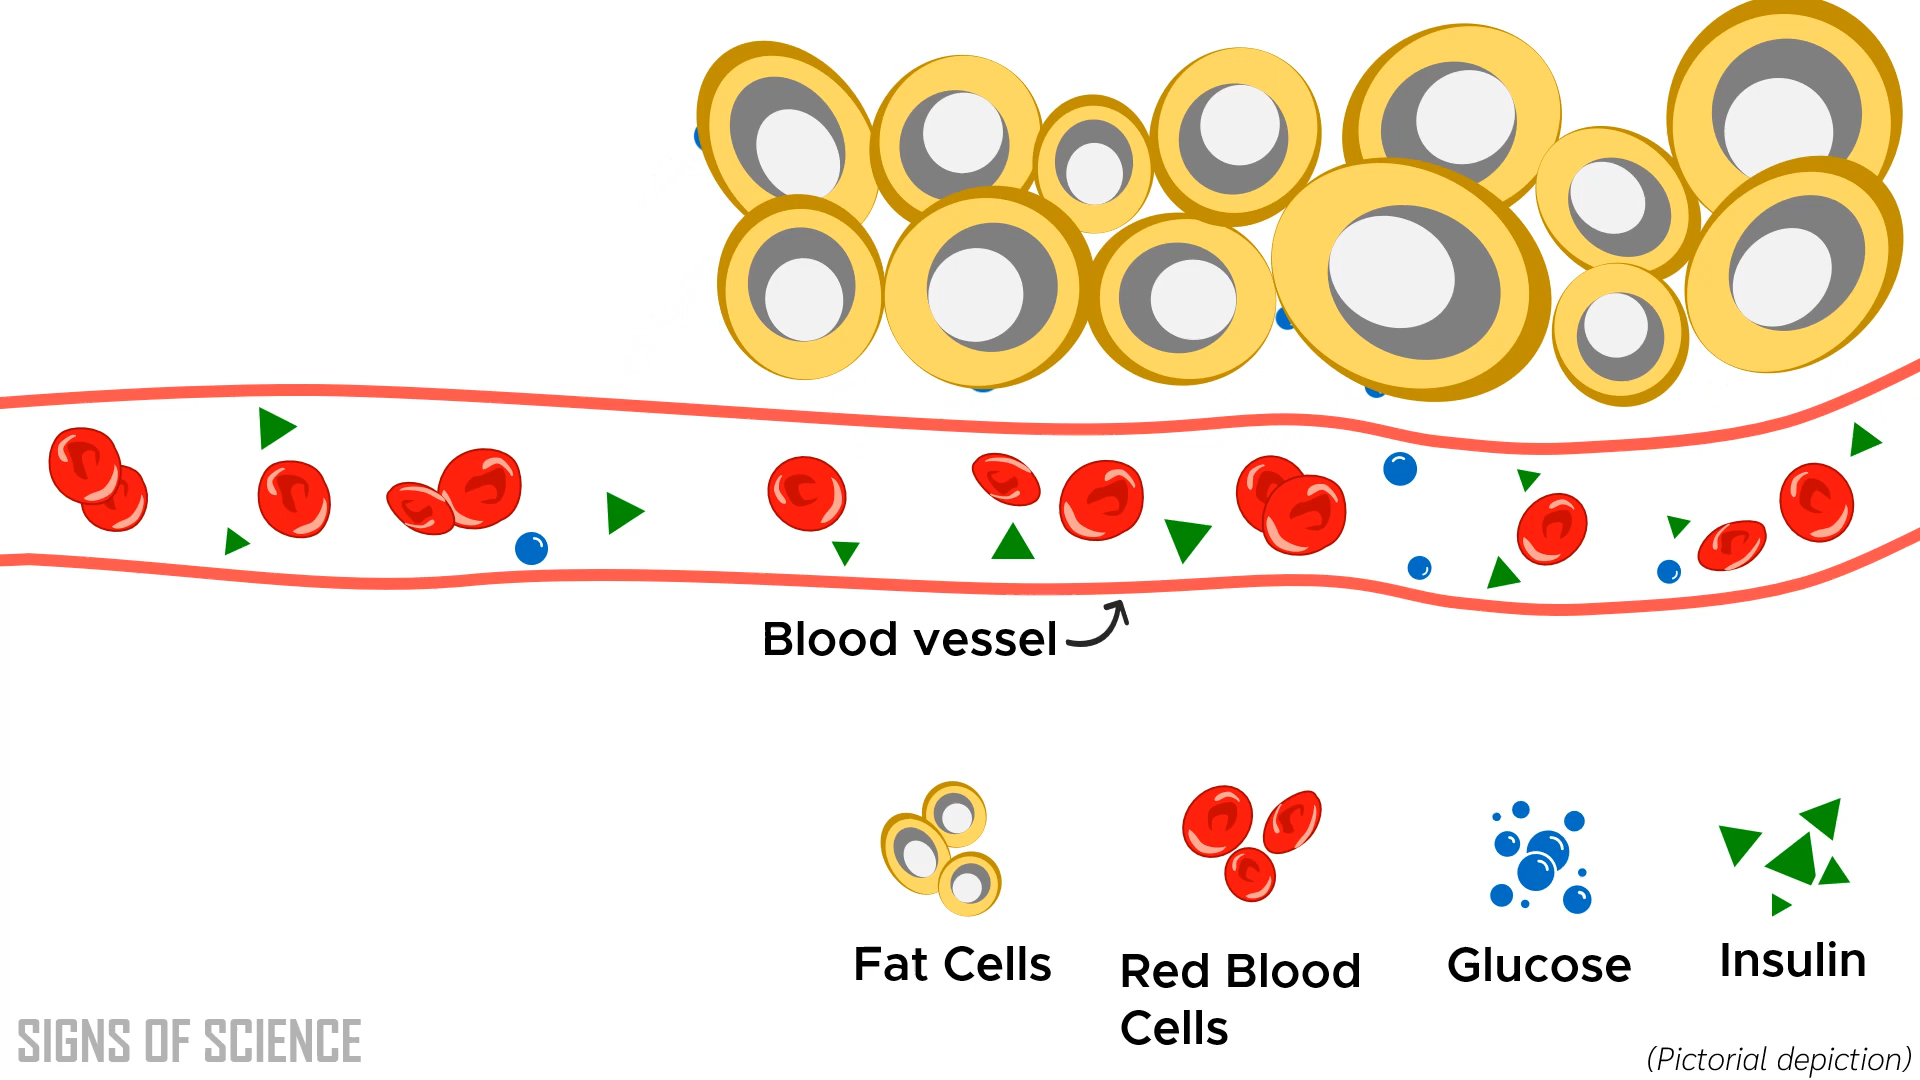 Blood vessel
Fat Cells
Red Blood
Cells
Glucose
Insulin
SIGNS OF SCIENCE
(Pictorial depiction)